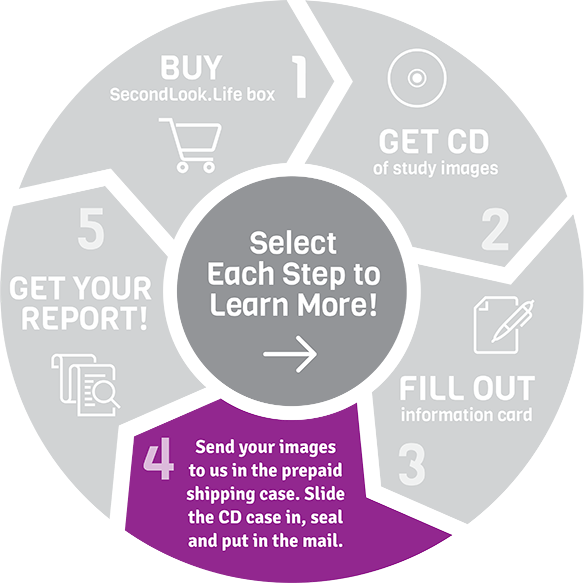 BUY
SecondLook.Life box
1
GET CD
of study images
2
FILL OUT
information card
3
4
Send your images
to us in the prepaid
shipping case. Slide
the CD case in, seal
and put in the mail.
5
GET YOUR
REPORT!
Select
Each Step to
Learn More!